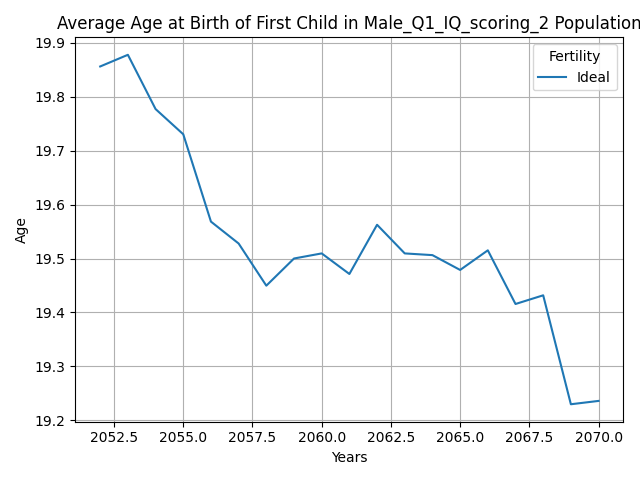 Average Age at Birth of First Child in Male_Q1_IQ_scoring_2 Population
Fertility
Ideal
19.9
19.8
19.7
19.6
19.5
19.4
19.3
19.2
Age
2052.5 2055.0 2057.5 2060.0 2062.5 2065.0 2067.5 2070.0
Years